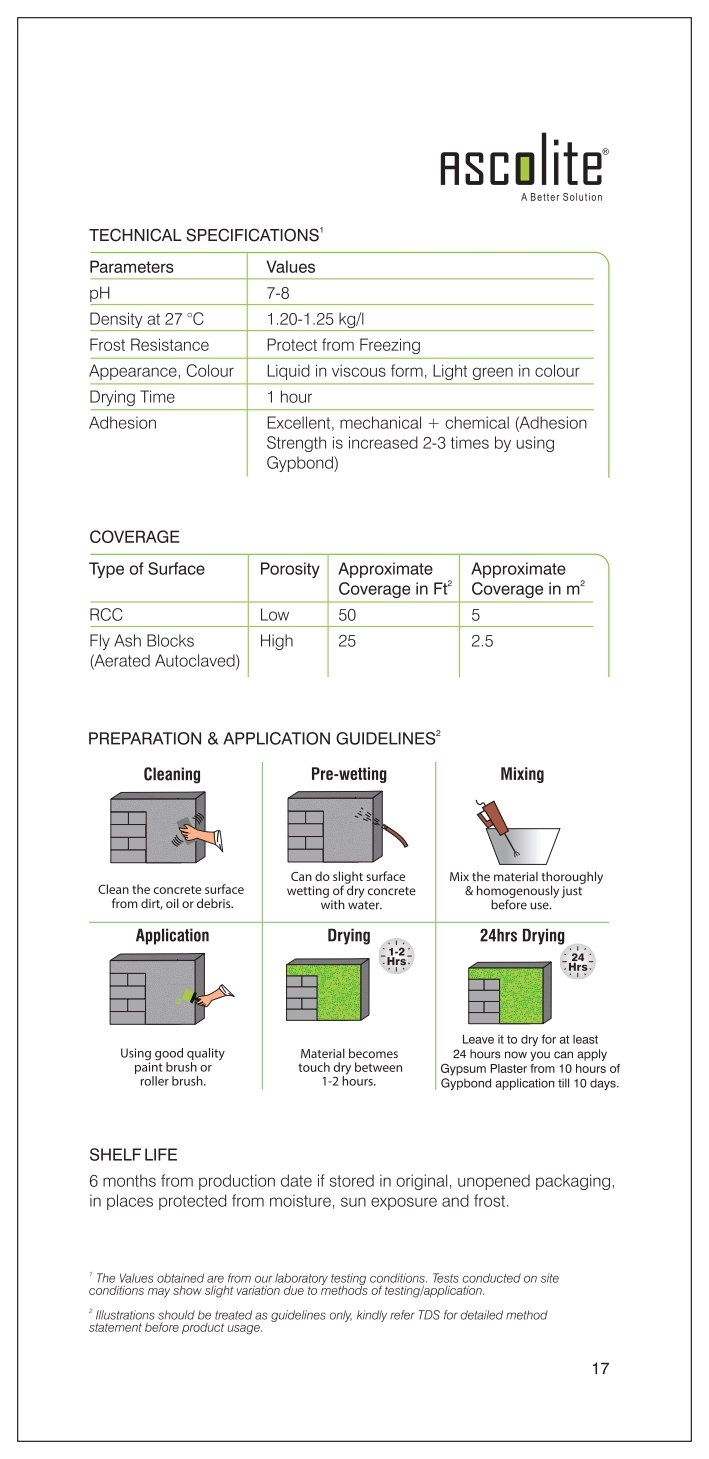 ascolite®
A Better Solution
TECHNICAL SPECIFICATIONS¹
Parameters Values
pH 7-8
Density at 27 °C 1.20-1.25 kg/l
Frost Resistance Protect from Freezing
Appearance, Colour Liquid in viscous form, Light green in colour
Drying Time 1 hour
Adhesion Excellent, mechanical + chemical (Adhesion
Strength is increased 2-3 times by using
Gypbond)
COVERAGE
Type of Surface Porosity Approximate Approximate
Coverage in Ft² Coverage in m²
RCC Low 50 5
Fly Ash Blocks High 25 2.5
(Aerated Autoclaved)
PREPARATION & APPLICATION GUIDELINES²
Cleaning
Clean the concrete surface
from dirt, oil or debris.
Pre-wetting
Can do slight surface
wetting of dry concrete
with water.
Mixing
Mix the material thoroughly
& homogenously just
before use.
Application
Using good quality
paint brush or
roller brush.
Drying
1-2
Hrs
Material becomes
touch dry between
1-2 hours.
24hrs Drying
24
Hrs
Leave it to dry for at least
24 hours now you can apply
Gypsum Plaster from 10 hours of
Gypbond application till 10 days.
SHELF LIFE
6 months from production date if stored in original, unopened packaging,
in places protected from moisture, sun exposure and frost.
¹ The Values obtained are from our laboratory testing conditions. Tests conducted on site
conditions may show slight variation due to methods of testing/application.
² Illustrations should be treated as guidelines only, kindly refer TDS for detailed method
statement before product usage.
17